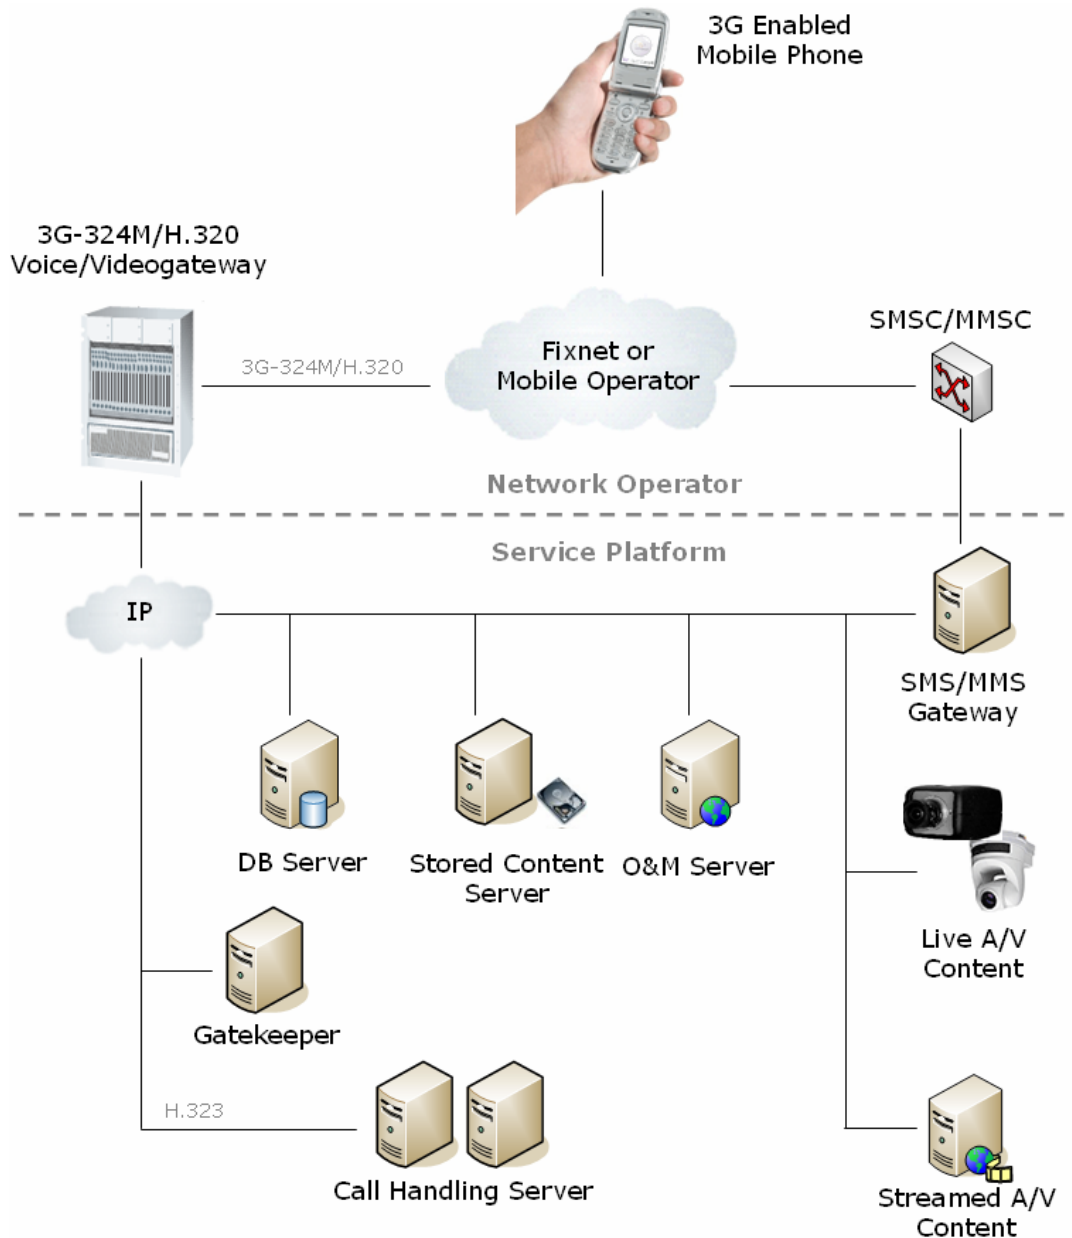 3G Enabled
Mobile Phone
3G-324M/H.320
Voice/Videogateway
SMSC/MMSC
3G-324M/H.320
Fixnet or
Mobile Operator
Network Operator
Service Platform
IP
SMS/MMS
Gateway
DB Server
Stored Content
Server
O&M Server
Live A/V
Content
Gatekeeper
H.323
Call Handling Server
Streamed A/V
Content